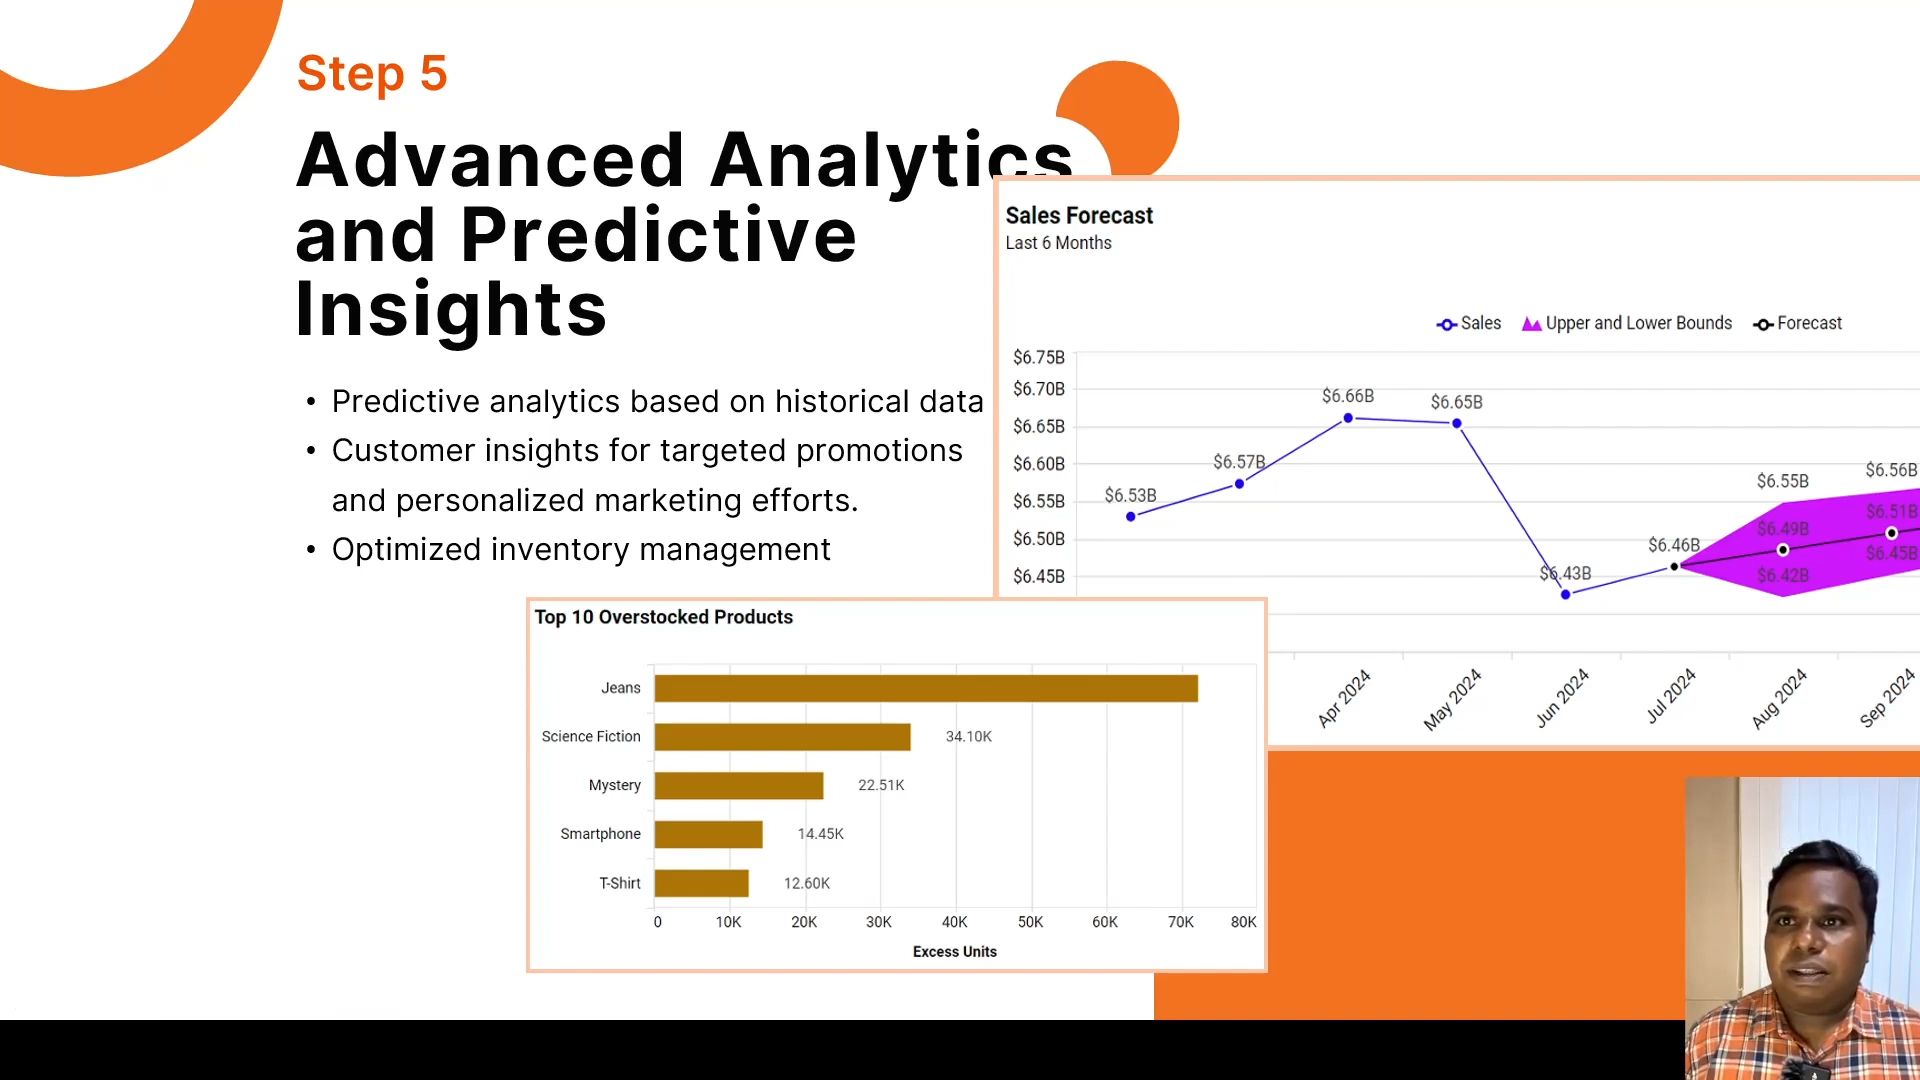 Step 5
Advanced Analytics
and Predictive
Insights
• Predictive analytics based on historical data
• Customer insights for targeted promotions
and personalized marketing efforts.
• Optimized inventory management
Sales Forecast
Last 6 Months
Sales Upper and Lower Bounds Forecast
$6.75B
$6.70B
$6.65B
$6.60B
$6.55B
$6.50B
$6.45B
$6.53B
$6.57B
$6.66B
$6.65B
$6.43B
$6.46B
$6.55B
$6.49B
$6.42B
$6.56B
$6.51B
$6.45B
Apr 2024
May 2024
Jun 2024
Jul 2024
Aug 2024
Sep 2024
Top 10 Overstocked Products
Jeans
Science Fiction 34.10K
Mystery 22.51K
Smartphone 14.45K
T-Shirt 12.60K
0 10K 20K 30K 40K 50K 60K 70K 80K
Excess Units